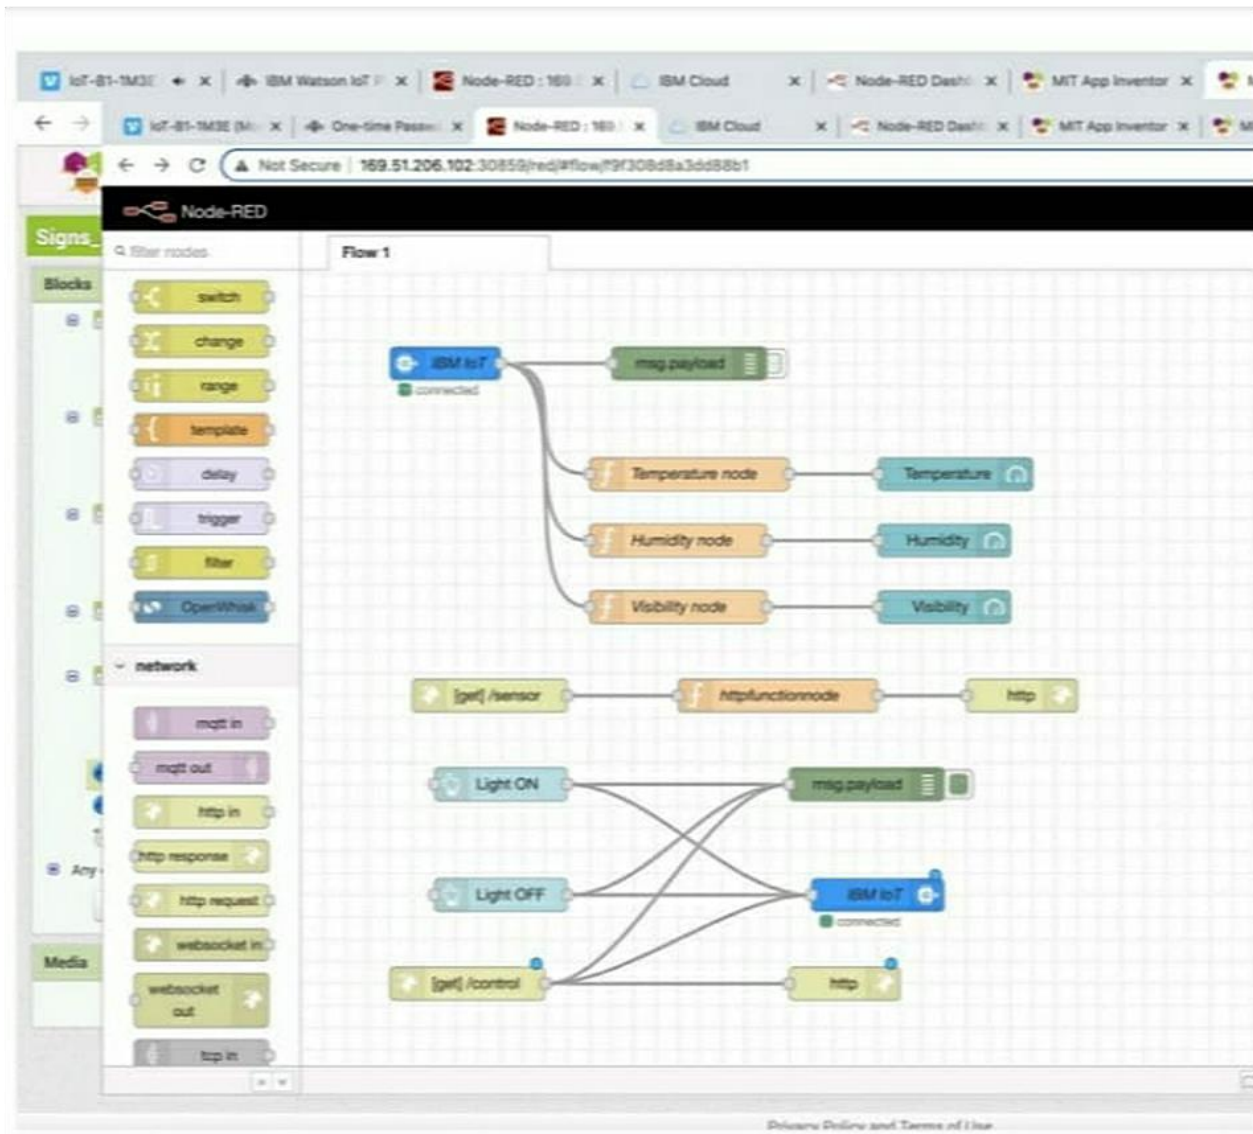 IoT-B1-1M3E
IBM Watson IoT P
Node-RED : 169.
IBM Cloud
Node-RED Dashb
MIT App Inventor
IoT-B1-1M3E (M
One-time Passw
Node-RED : 169.
IBM Cloud
Node-RED Dashb
MIT App Inventor
Not Secure | 169.51.206.102:30859/red/#flow/f9f308d8a3dd88b1
Node-RED
Signs_
filter nodes
Flow 1
Blocks
switch
change
range
template
delay
trigger
filter
OpenWhisk
network
mqtt in
mqtt out
http in
http response
http request
websocket in
websocket
out
tcp in
Any
Media
IBM IoT
connected
msg.payload
Temperature node
Temperature
Humidity node
Humidity
Visibility node
Visibility
[get] /sensor
httpfunctionnode
http
Light ON
msg.payload
Light OFF
IBM IoT
connected
[get] /control
http
Privacy Policy and Terms of Use